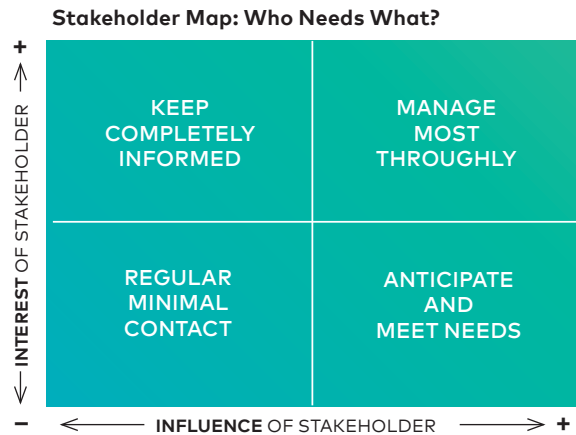 Stakeholder Map: Who Needs What?
+
INTEREST OF STAKEHOLDER
KEEP
COMPLETELY
INFORMED
MANAGE
MOST
THROUGHLY
REGULAR
MINIMAL
CONTACT
ANTICIPATE
AND
MEET NEEDS
–
INFLUENCE OF STAKEHOLDER
+